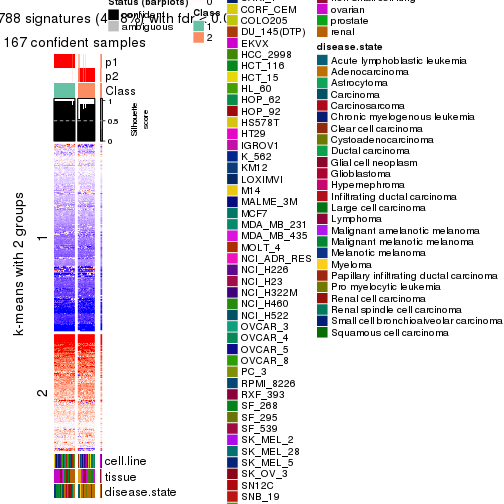 Status (barplots)
confident
ambiguous
167 confident samples
p1
p2
Class
Class
1
2
1
0.5
0
Silhouette
score
k-means with 2 groups
1
2
cell.line
tissue
disease.state
CCRF_CEM
COLO205
DU_145(DTP)
EKVX
HCC_2998
HCT_116
HCT_15
HL_60
HOP_62
HOP_92
HS578T
HT29
IGROV1
K_562
KM12
LOXIMVI
M14
MALME_3M
MCF7
MDA_MB_231
MDA_MB_435
MOLT_4
NCI_ADR_RES
NCI_H226
NCI_H23
NCI_H322M
NCI_H460
NCI_H522
OVCAR_3
OVCAR_4
OVCAR_5
OVCAR_8
PC_3
RPMI_8226
RXF_393
SF_268
SF_295
SF_539
SK_MEL_2
SK_MEL_28
SK_MEL_5
SK_OV_3
SN12C
SNB_19
ovarian
prostate
renal
disease.state
Acute lymphoblastic leukemia
Adenocarcinoma
Astrocytoma
Carcinoma
Carcinosarcoma
Chronic myelogenous leukemia
Clear cell carcinoma
Cystoadenocarcinoma
Ductal carcinoma
Glial cell neoplasm
Glioblastoma
Hypernephroma
Infiltrating ductal carcinoma
Large cell carcinoma
Lymphoma
Malignant amelanotic melanoma
Malignant melanotic melanoma
Melanotic melanoma
Myeloma
Papillary infiltrating ductal carcinoma
Pro myelocytic leukemia
Renal cell carcinoma
Renal spindle cell carcinoma
Small cell bronchioalveolar carcinoma
Squamous cell carcinoma